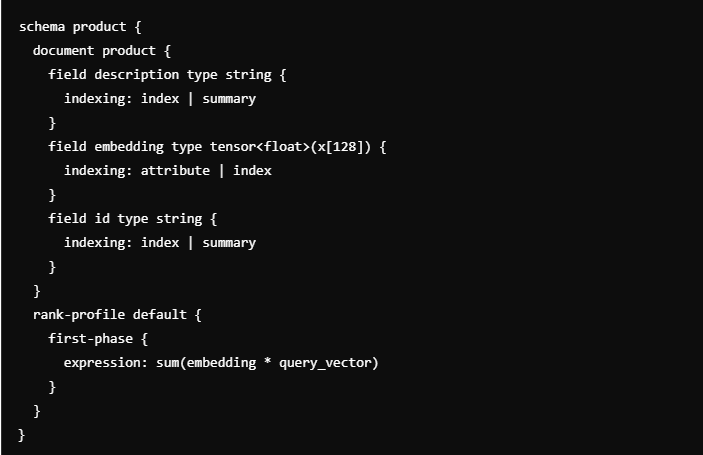 schema product {
  document product {
    field description type string {
      indexing: index | summary
    }
    field embedding type tensor<float>(x[128]) {
      indexing: attribute | index
    }
    field id type string {
      indexing: index | summary
    }
  }
  rank-profile default {
    first-phase {
      expression: sum(embedding * query_vector)
    }
  }
}